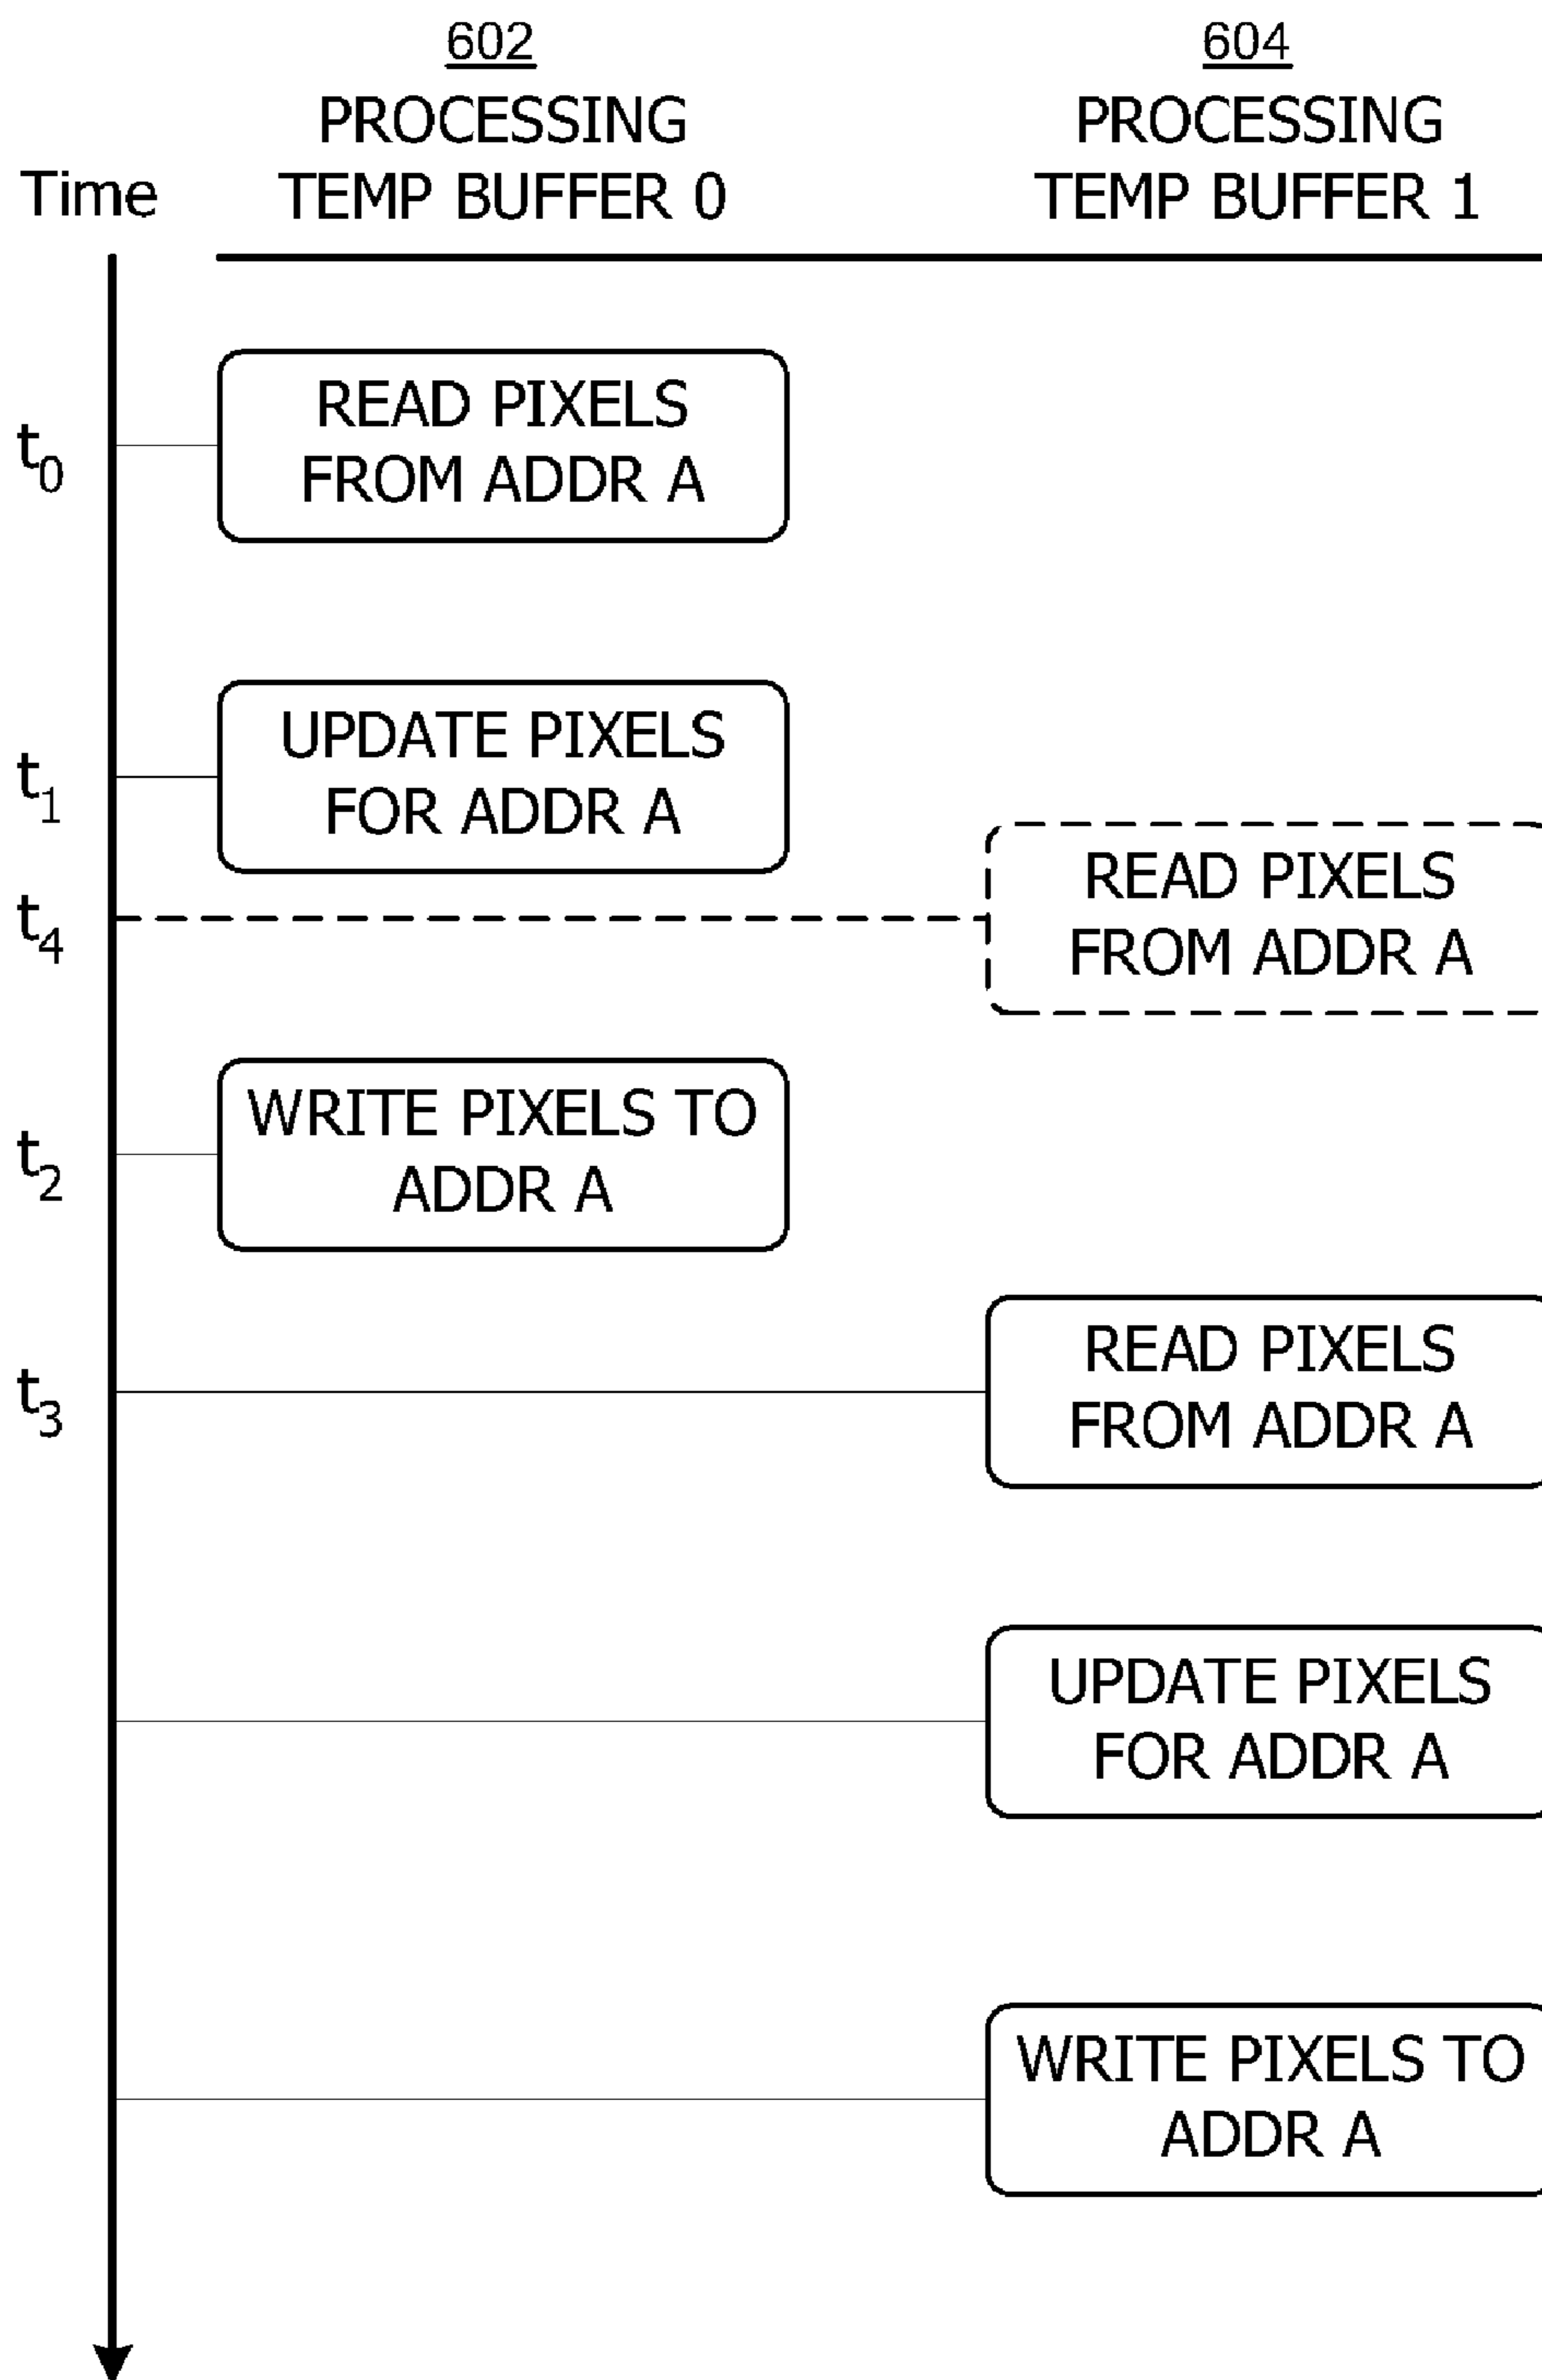 602
PROCESSING
TEMP BUFFER 0
604
PROCESSING
TEMP BUFFER 1
Time
t0
READ PIXELS
FROM ADDR A
t1
UPDATE PIXELS
FOR ADDR A
t4
READ PIXELS
FROM ADDR A
t2
WRITE PIXELS TO
ADDR A
t3
READ PIXELS
FROM ADDR A
UPDATE PIXELS
FOR ADDR A
WRITE PIXELS TO
ADDR A